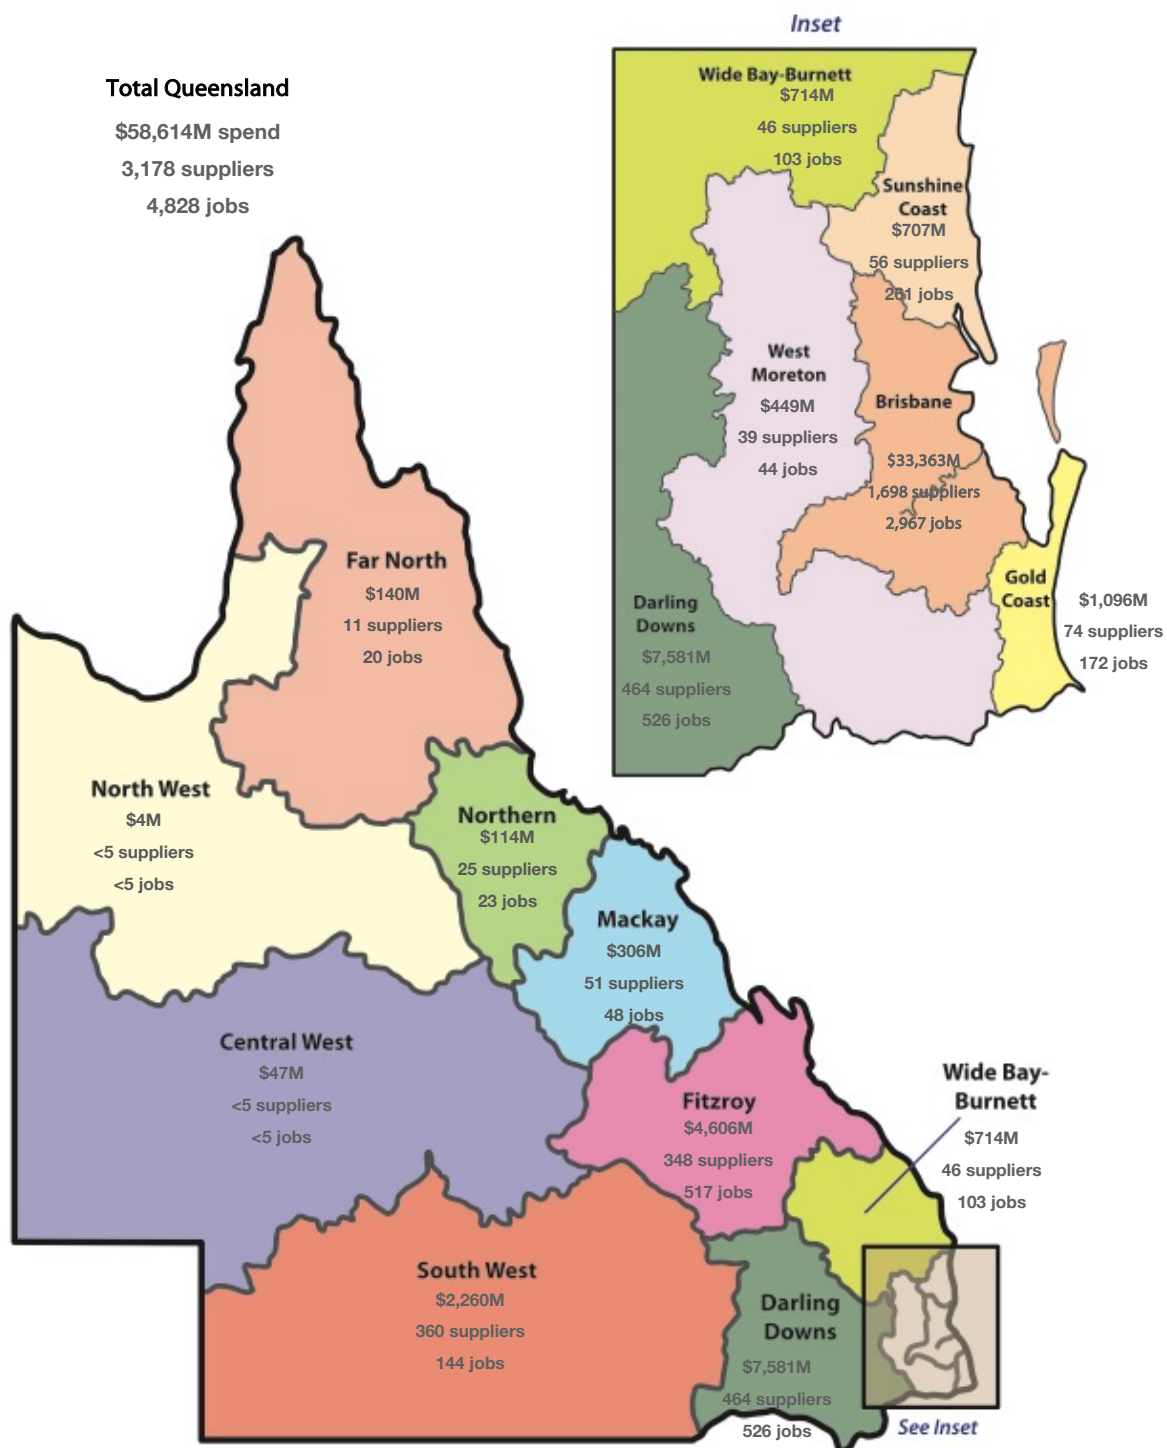 Inset
Total Queensland
$58,614M spend
3,178 suppliers
4,828 jobs
Wide Bay-Burnett
$714M
46 suppliers
103 jobs
Sunshine
Coast
$707M
56 suppliers
261 jobs
West
Moreton
$449M
39 suppliers
44 jobs
Brisbane
$33,363M
1,698 suppliers
2,967 jobs
Gold
Coast
$1,096M
74 suppliers
172 jobs
Darling
Downs
$7,581M
464 suppliers
526 jobs
Far North
$140M
11 suppliers
20 jobs
North West
$4M
<5 suppliers
<5 jobs
Northern
$114M
25 suppliers
23 jobs
Mackay
$306M
51 suppliers
48 jobs
Central West
$47M
<5 suppliers
<5 jobs
Fitzroy
$4,606M
348 suppliers
517 jobs
Wide Bay-
Burnett
$714M
46 suppliers
103 jobs
South West
$2,260M
360 suppliers
144 jobs
Darling
Downs
$7,581M
464 suppliers
526 jobs
See Inset